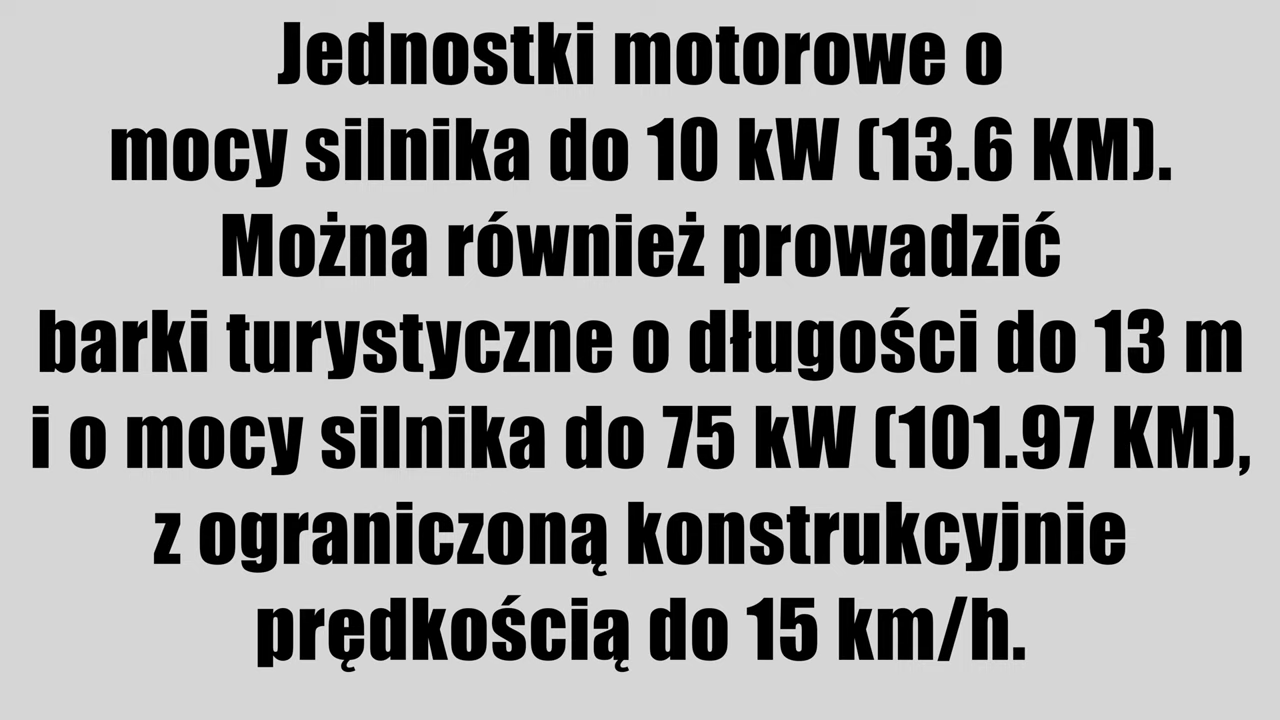 Jednostki motorowe o
mocy silnika do 10 kW (13.6 KM).
Można również prowadzić
barki turystyczne o długości do 13 m
i o mocy silnika do 75 kW (101.97 KM),
z ograniczoną konstrukcyjnie
prędkością do 15 km/h.